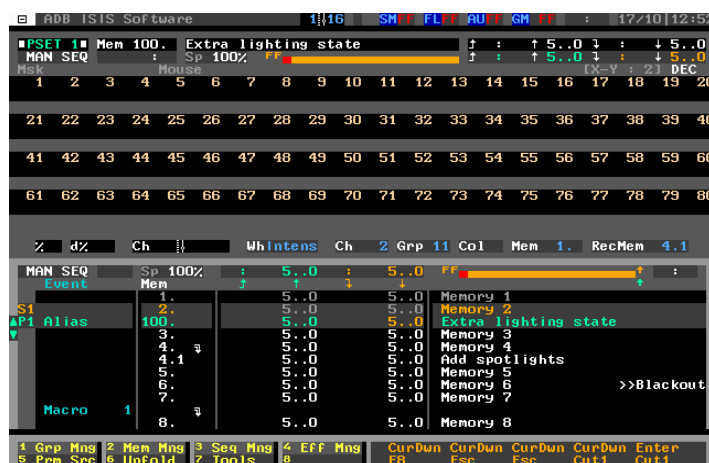 ADB ISIS Software 1 16 SMFF FLFF AUFF GM FF : 17/10 12:5
PSET 1 Mem 100. Extra lighting state : 5..0 : 5..0
MAN SEQ : Sp 100% FF : 5..0 : 5..0
Msk Mouse [X-Y : 2] DEC
1 2 3 4 5 6 7 8 9 10 11 12 13 14 15 16 17 18 19 20
21 22 23 24 25 26 27 28 29 30 31 32 33 34 35 36 37 38 39 40
41 42 43 44 45 46 47 48 49 50 51 52 53 54 55 56 57 58 59 60
61 62 63 64 65 66 67 68 69 70 71 72 73 74 75 76 77 78 79 80
% d% Ch WhIntens Ch 2 Grp 11 Col Mem 1. RecMem 4.1
MAN SEQ Sp 100% : 5..0 : 5..0 FF :
Event Mem
1. 5..0 5..0 Memory 1
S1 2. 5..0 5..0 Memory 2
P1 Alias 100. 5..0 5..0 Extra lighting state
3. 5..0 5..0 Memory 3
4. 5..0 5..0 Memory 4
4.1 5..0 5..0 Add spotlights
5. 5..0 5..0 Memory 5
6. 5..0 5..0 Memory 6 >>Blackout
7. 5..0 5..0 Memory 7
Macro 1
8. 5..0 5..0 Memory 8
1 Grp Mng 2 Mem Mng 3 Seq Mng 4 Eff Mng CurDwn CurDwn CurDwn CurDwn Enter
5 Prm Src 6 Unfold 7 Tools 8 F8 Esc Esc Cut1 Cut1